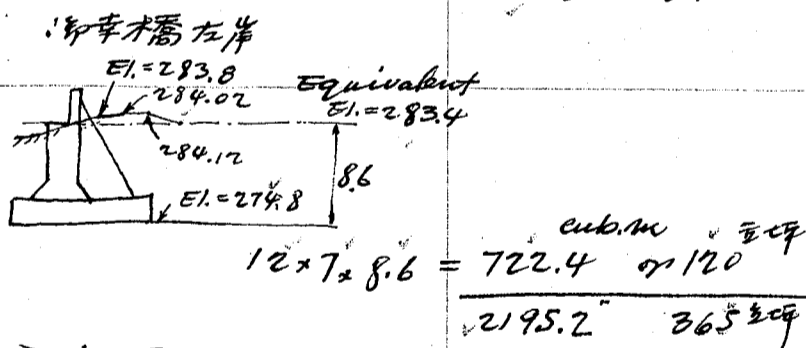 御幸橋左岸
El.=283.8
284.02
Equivalent
El.=283.4
284.12
8.6
El.=274.8
cub.m 立坪
12×7×8.6 = 722.4 or 120
2195.2" 365 立坪